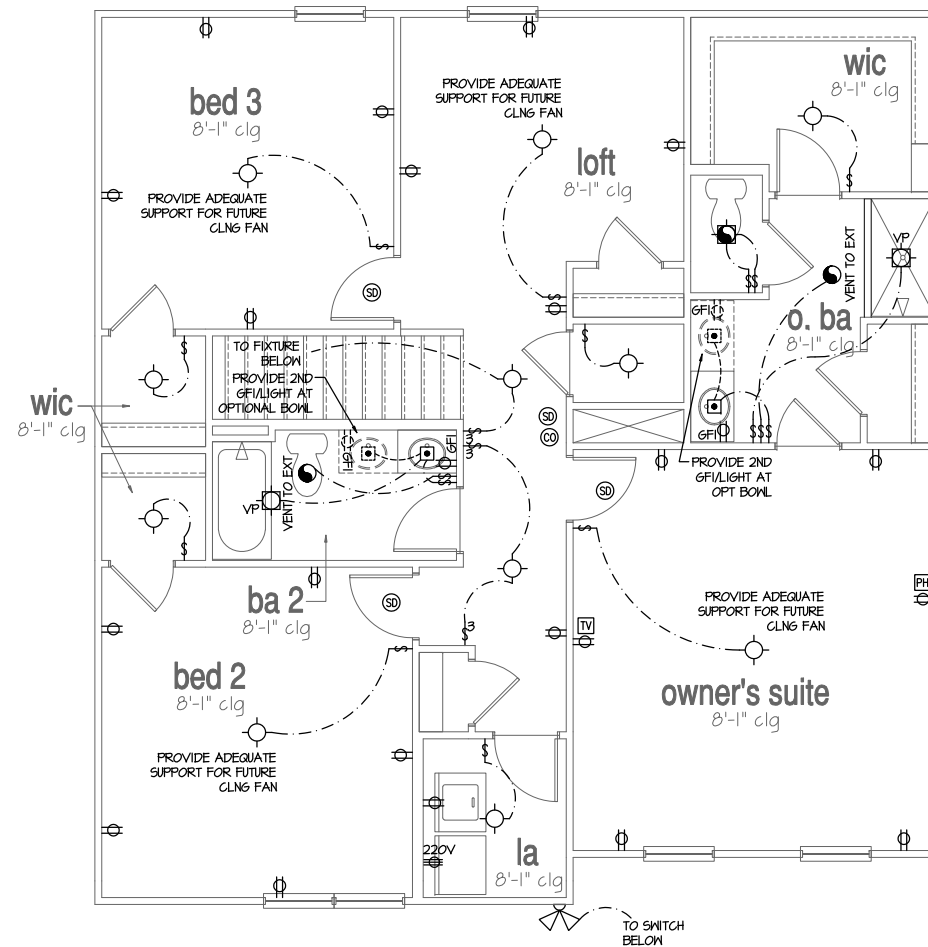 bed 3
8'-1" clg
PROVIDE ADEQUATE
SUPPORT FOR FUTURE
CLNG FAN
SD
PROVIDE ADEQUATE
SUPPORT FOR FUTURE
CLNG FAN
loft
8'-1" clg
wic
8'-1" clg
VP
VENT TO EXT
GFI
o. ba
8'-1" clg
GFI
$
$
$
$$
$
$
$$$
TO FIXTURE
BELOW
PROVIDE 2ND
GFI/LIGHT AT
OPTIONAL BOWL
wic
8'-1" clg
$
GFI
GFI
VENT TO EXT
VP
$
3
$
3
$$
SD
CO
PROVIDE 2ND
GFI/LIGHT AT
OPT BOWL
SD
$
$
ba 2
8'-1" clg
SD
$
3
TV
PH
PROVIDE ADEQUATE
SUPPORT FOR FUTURE
CLNG FAN
owner's suite
8'-1" clg
bed 2
8'-1" clg
$
PROVIDE ADEQUATE
SUPPORT FOR FUTURE
CLNG FAN
$
220V
la
8'-1" clg
TO SWITCH
BELOW